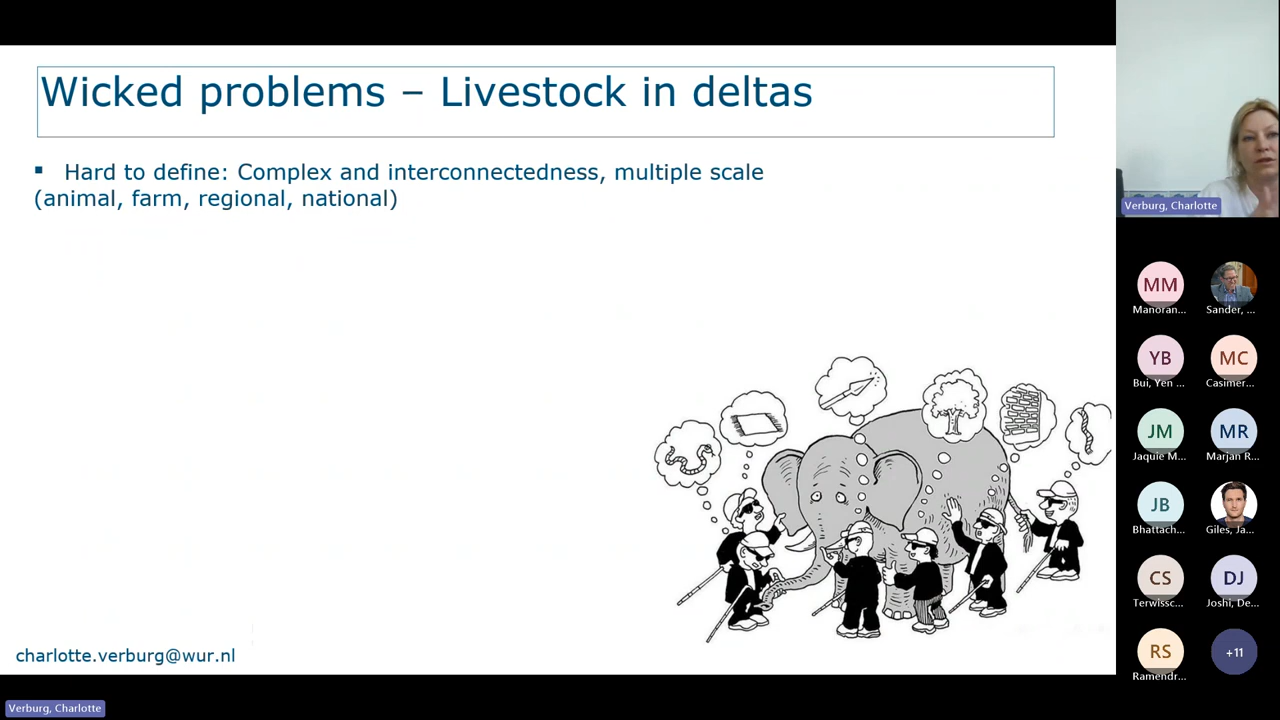 Wicked problems – Livestock in deltas
▪ Hard to define: Complex and interconnectedness, multiple scale
(animal, farm, regional, national)
charlotte.verburg@wur.nl
Verburg, Charlotte
Verburg, Charlotte
MM
Manoran...
Sander, ...
YB
Bui, Yen ...
MC
Casimer...
JM
Jaquie M...
MR
Marjan R...
JB
Bhattach...
Giles, Ja...
CS
Terwissc...
DJ
Joshi, De...
RS
Ramendr...
+11